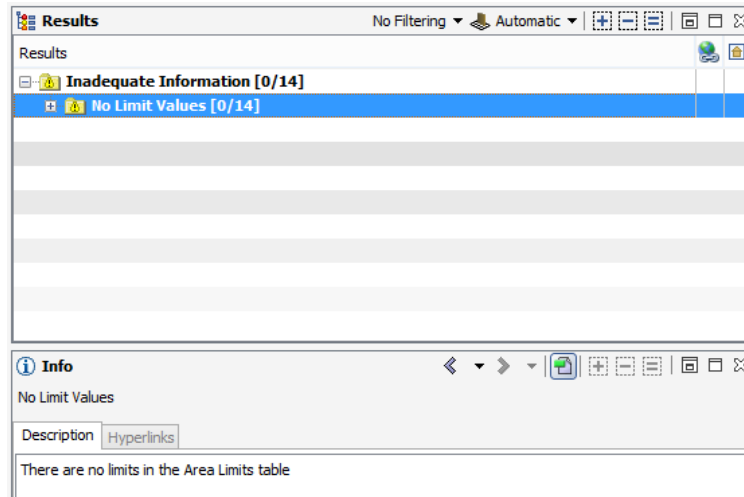 Results
No Filtering Automatic
Results
Inadequate Information [0/14]
No Limit Values [0/14]
Info
No Limit Values
Description Hyperlinks
There are no limits in the Area Limits table